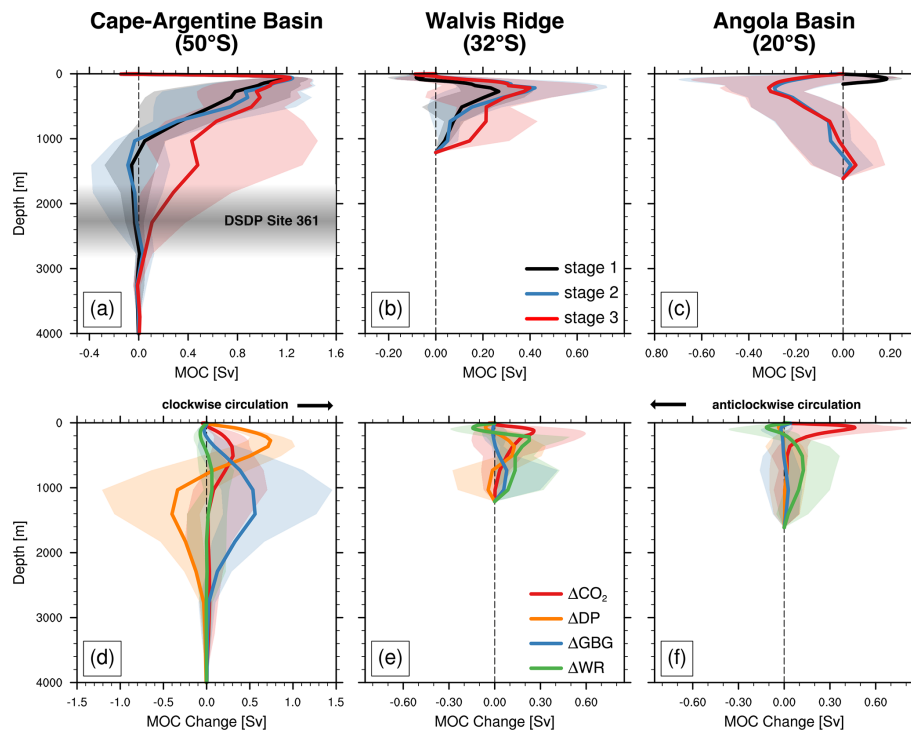 Cape-Argentine Basin
(50°S)
Walvis Ridge
(32°S)
Angola Basin
(20°S)
0
1000
2000
3000
4000
Depth [m]
DSDP Site 361
(a)
-0.4 0.0 0.4 0.8 1.2 1.6
MOC [Sv]
stage 1
stage 2
stage 3
(b)
-0.20 0.00 0.20 0.40 0.60
MOC [Sv]
(c)
-0.80 -0.60 -0.40 -0.20 0.00 0.20
MOC [Sv]
clockwise circulation
anticlockwise circulation
0
1000
2000
3000
4000
Depth [m]
(d)
-1.5 -1.0 -0.5 0.0 0.5 1.0 1.5
MOC Change [Sv]
ΔCO₂
ΔDP
ΔGBG
ΔWR
(e)
-0.60 -0.30 0.00 0.30 0.60
MOC Change [Sv]
(f)
-0.60 -0.30 0.00 0.30 0.60
MOC Change [Sv]